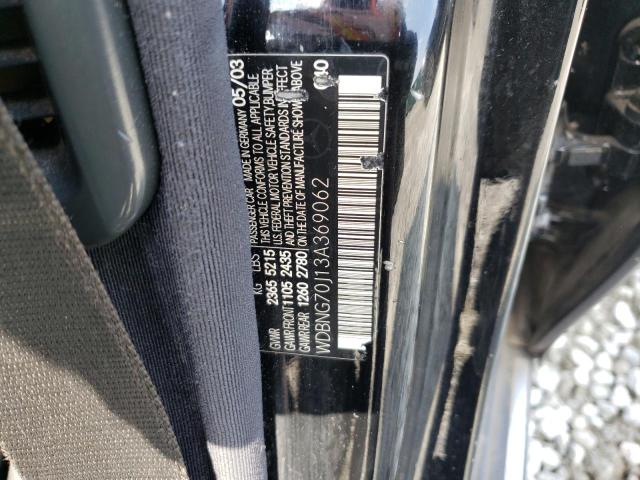 PASSENGER CAR MADE IN GERMANY 05/03
THIS VEHICLE CONFORMS TO ALL APPLICABLE
U.S. FEDERAL MOTOR VEHICLE SAFETY, BUMPER
AND THEFT PREVENTION STANDARDS IN EFFECT
ON THE DATE OF MANUFACTURE SHOWN ABOVE
KG LBS
GVWR 2365 5215
GAWR FRONT 1105 2435
GAWR REAR 1260 2780
WDBNG70J13A369062